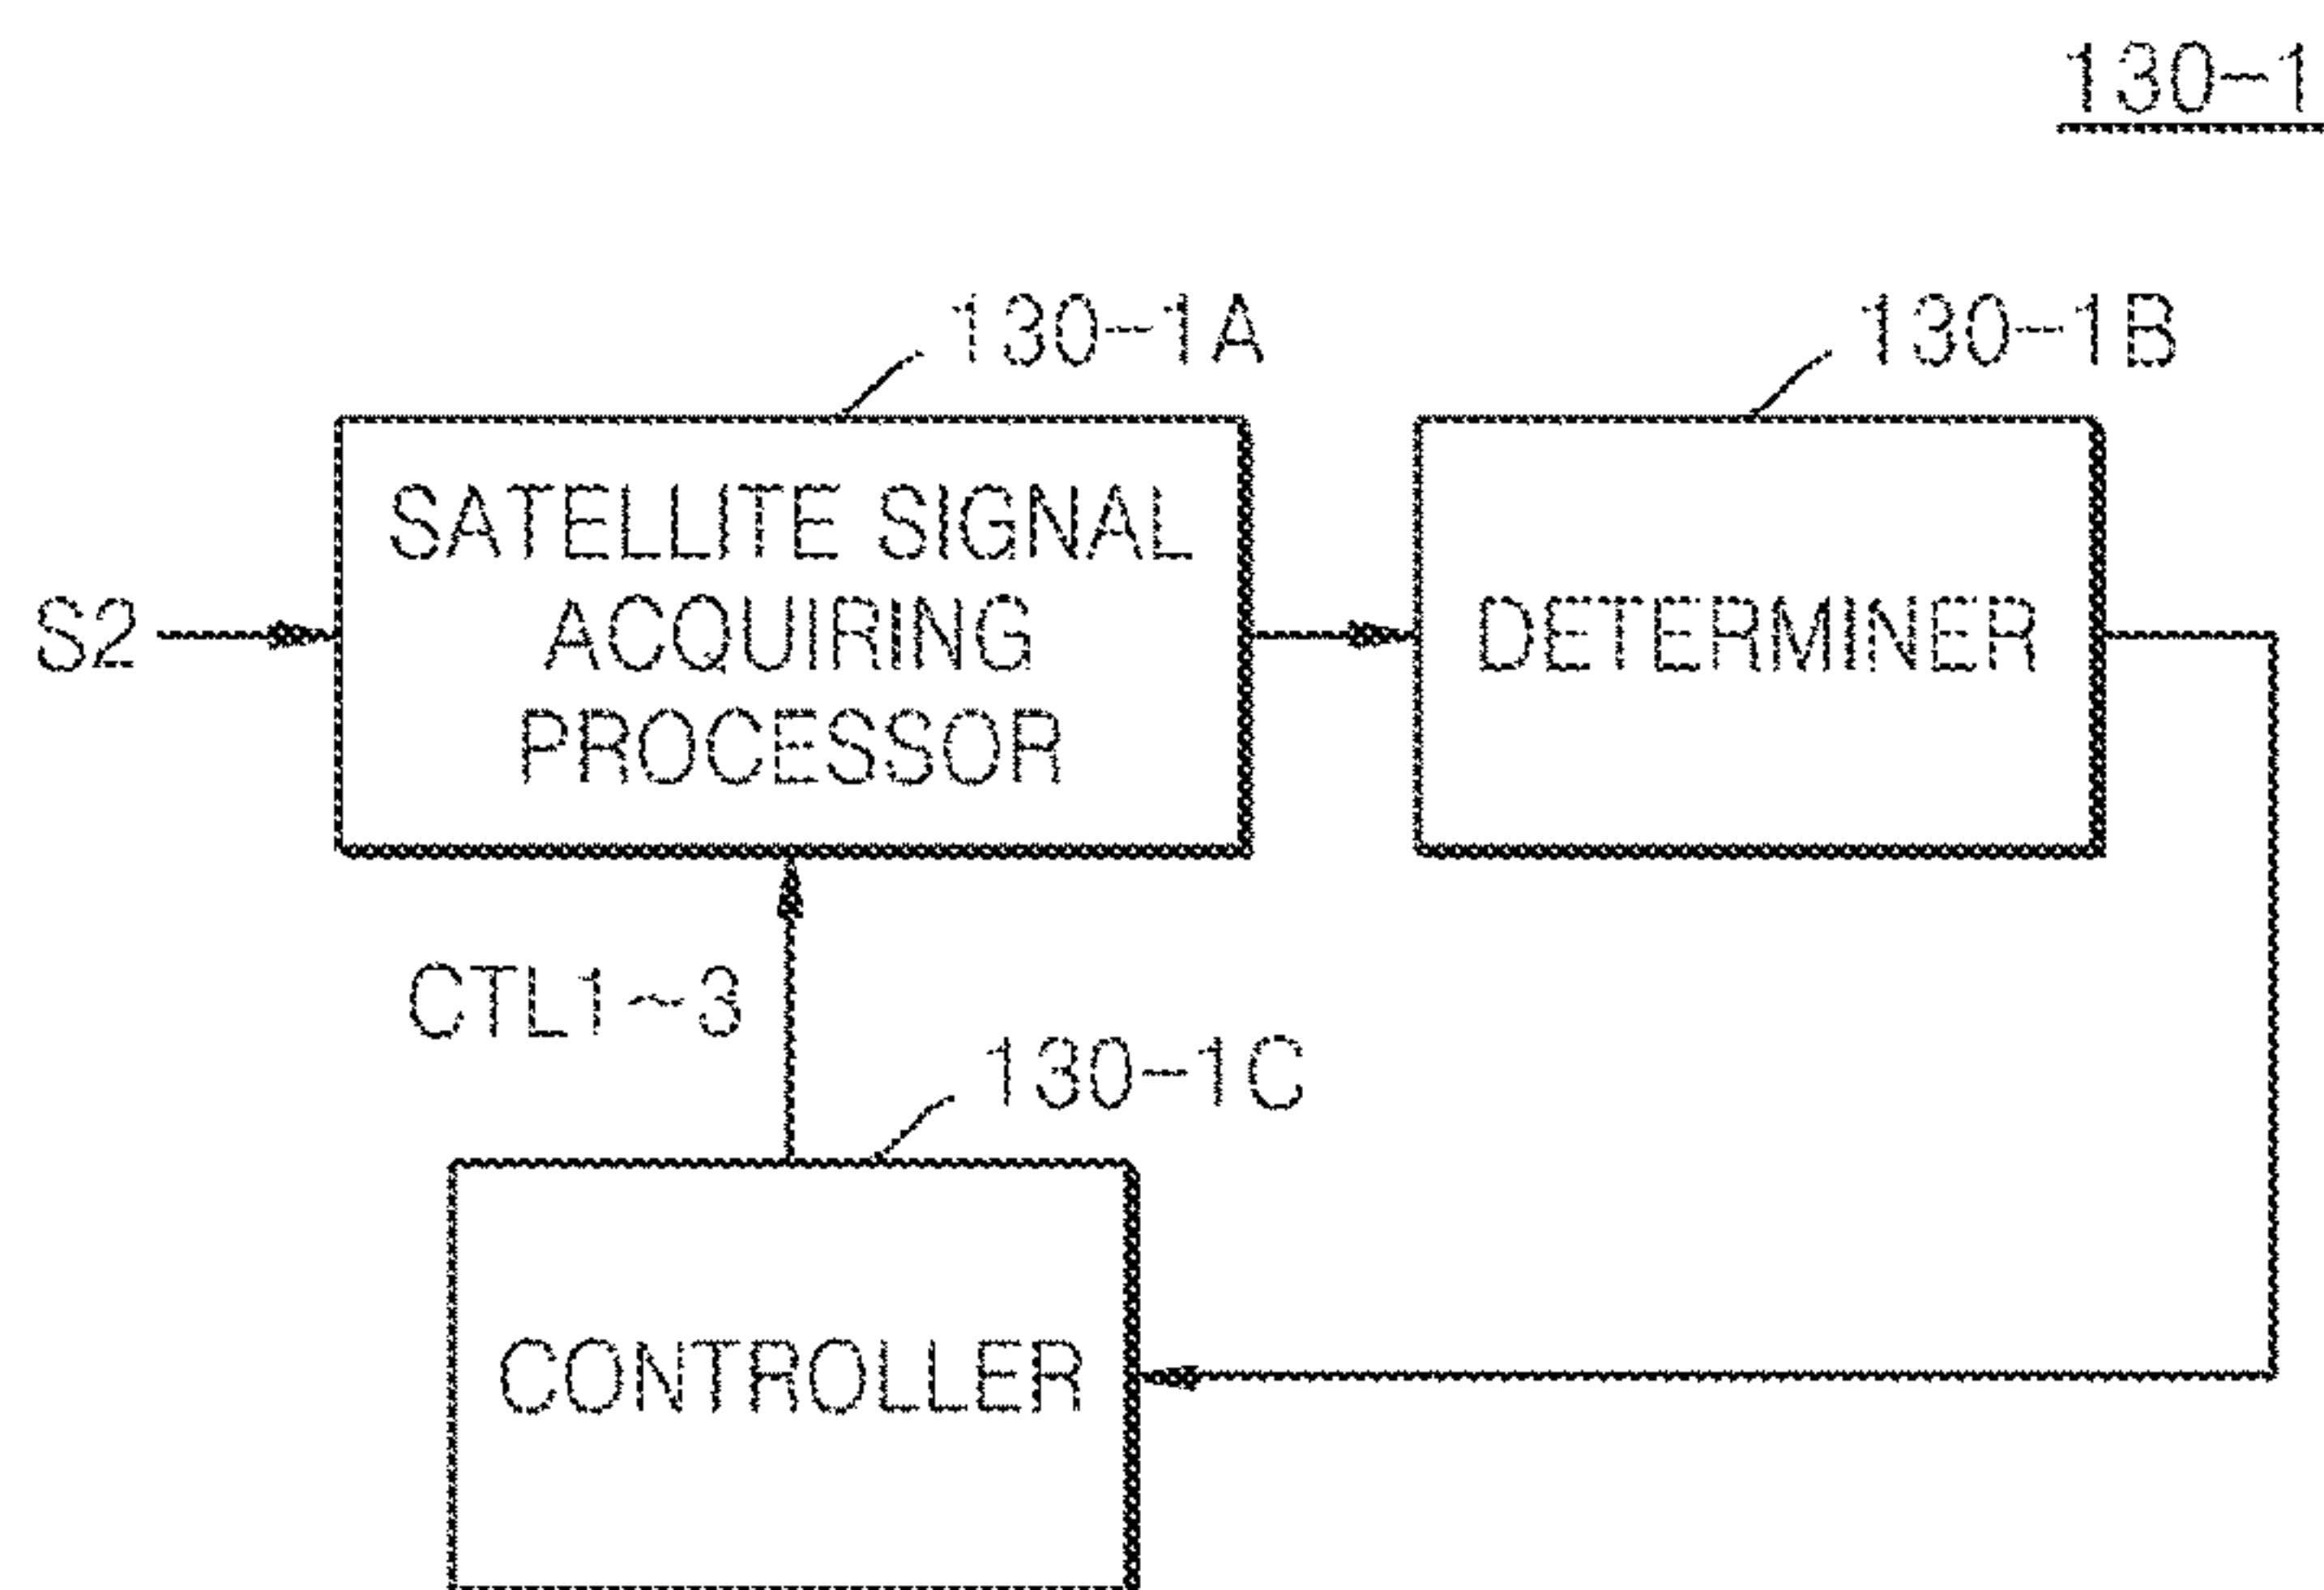 130-1
130-1A
130-1B
SATELLITE SIGNAL
ACQUIRING
PROCESSOR
S2
DETERMINER
CTL1~3
130-1C
CONTROLLER